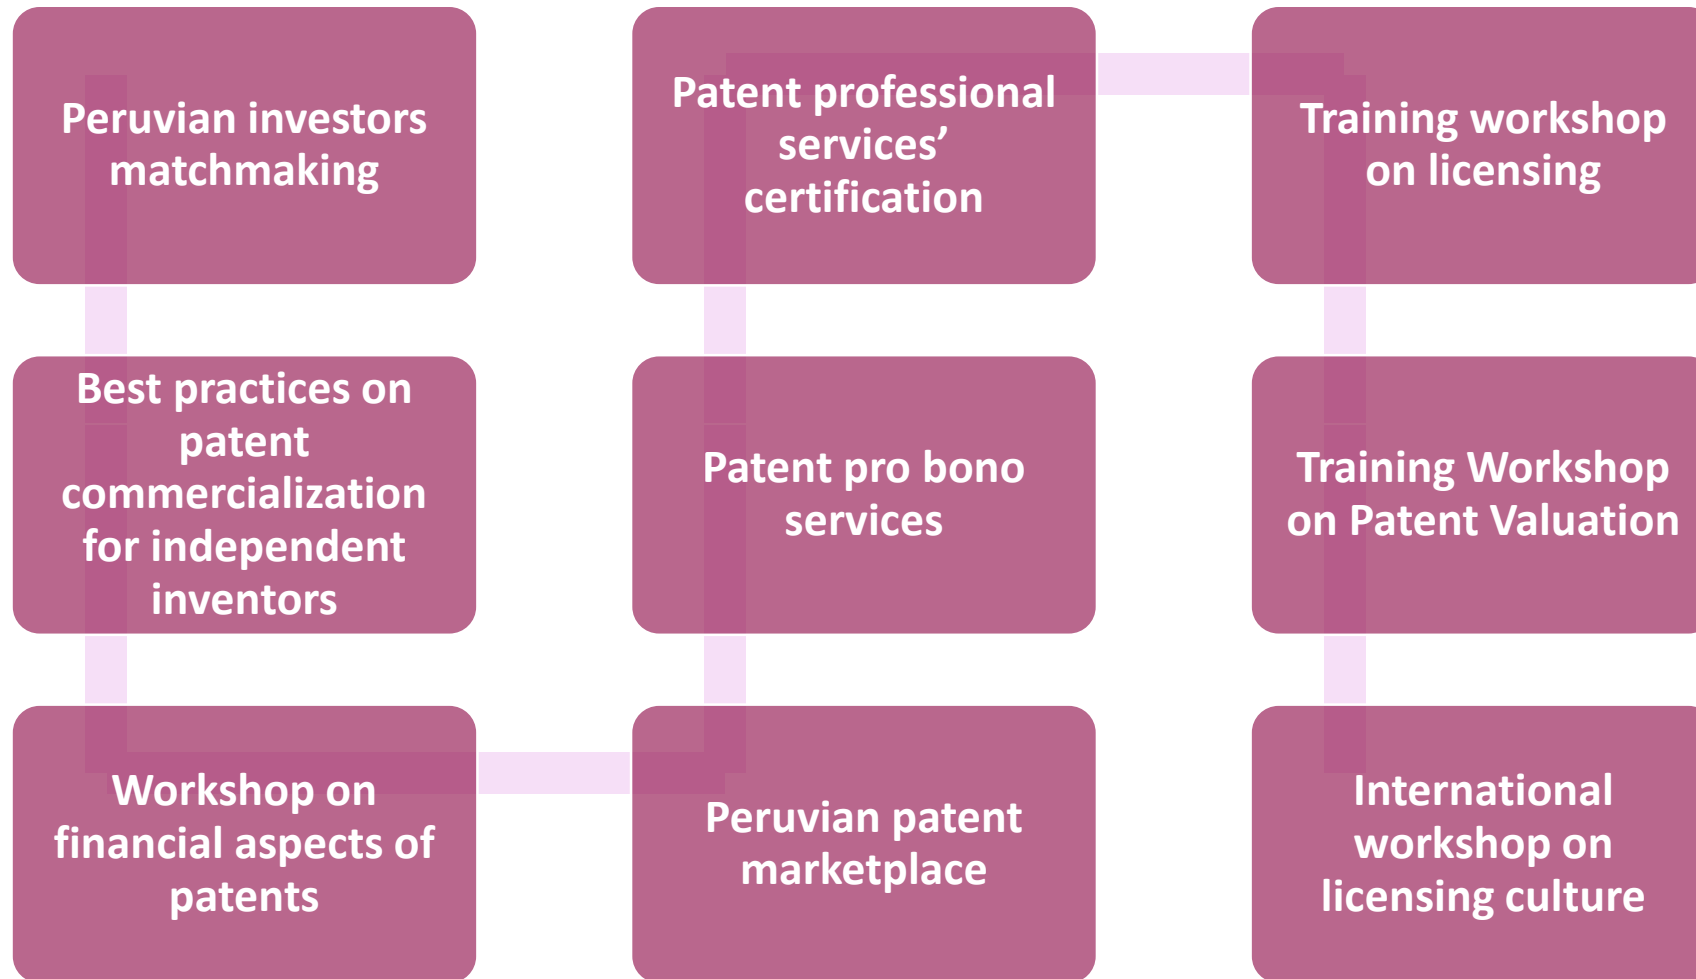 Peruvian investors
matchmaking
Best practices on
patent
commercialization
for independent
inventors
Workshop on
financial aspects of
patents
Peruvian patent
marketplace
Patent pro bono
services
Patent professional
services’
certification
Training workshop
on licensing
Training Workshop
on Patent Valuation
International
workshop on
licensing culture